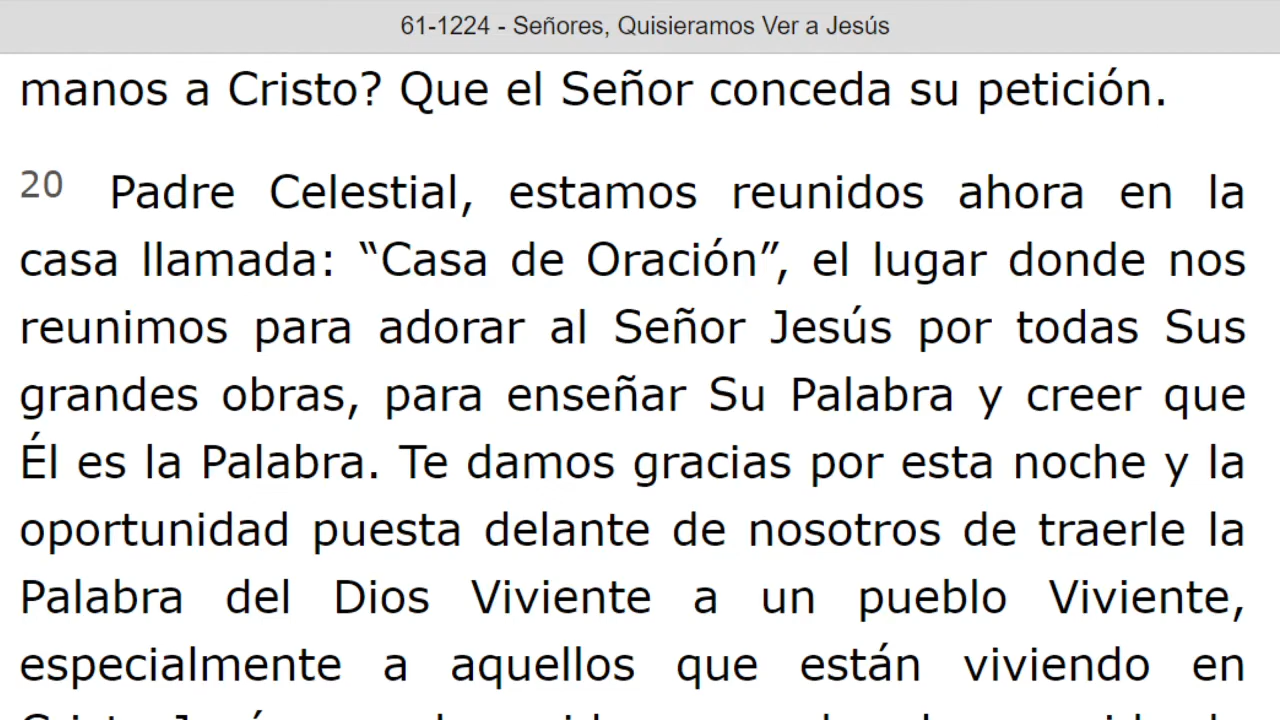 61-1224 - Señores, Quisieramos Ver a Jesús
manos a Cristo? Que el Señor conceda su petición.
20 Padre Celestial, estamos reunidos ahora en la
casa llamada: “Casa de Oración”, el lugar donde nos
reunimos para adorar al Señor Jesús por todas Sus
grandes obras, para enseñar Su Palabra y creer que
Él es la Palabra. Te damos gracias por esta noche y la
oportunidad puesta delante de nosotros de traerle la
Palabra del Dios Viviente a un pueblo Viviente,
especialmente a aquellos que están viviendo en